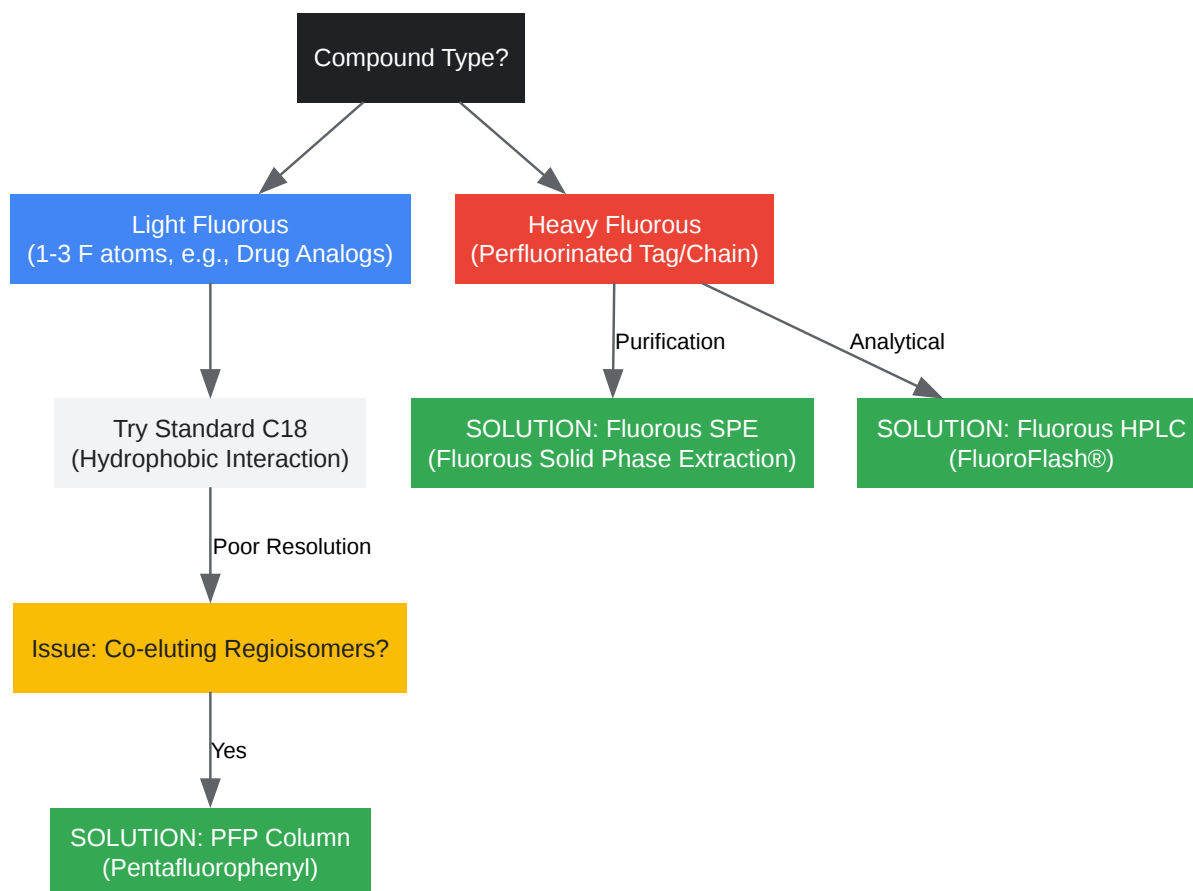 Compound Type?
Light Fluorous
(1-3 F atoms, e.g., Drug Analogs)
Heavy Fluorous
(Perfluorinated Tag/Chain)
Purification
Analytical
Try Standard C18
(Hydrophobic Interaction)
SOLUTION: Fluorous SPE
(Fluorous Solid Phase Extraction)
SOLUTION: Fluorous HPLC
(FluoroFlash®)
Poor Resolution
Issue: Co-eluting Regioisomers?
Yes
SOLUTION: PFP Column
(Pentafluorophenyl)